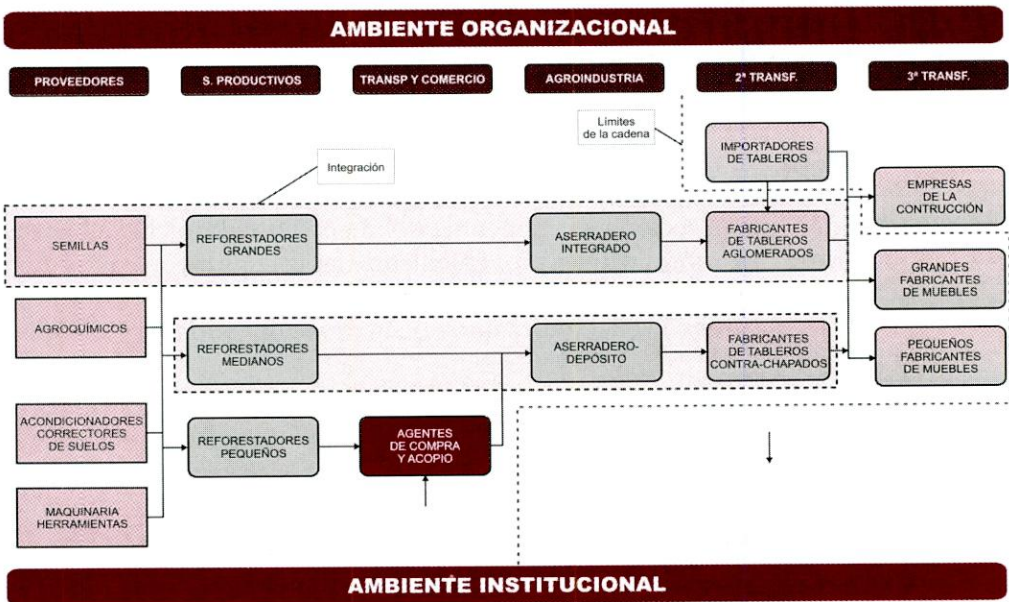 AMBIENTE ORGANIZACIONAL
PROVEEDORES
S. PRODUCTIVOS
TRANSP Y COMERCIO
AGROINDUSTRIA
2ª TRANSF.
3ª TRANSF.
Límites
de la cadena
IMPORTADORES
DE TABLEROS
Integración
EMPRESAS
DE LA
CONTRUCCIÓN
SEMILLAS
REFORESTADORES
GRANDES
ASERRADERO
INTEGRADO
FABRICANTES
DE TABLEROS
AGLOMERADOS
GRANDES
FABRICANTES
DE MUEBLES
AGROQUÍMICOS
REFORESTADORES
MEDIANOS
ASERRADERO-
DEPÓSITO
FABRICANTES
DE TABLEROS
CONTRA-CHAPADOS
PEQUEÑOS
FABRICANTES
DE MUEBLES
ACONDICIONADORES
CORRECTORES
DE SUELOS
REFORESTADORES
PEQUEÑOS
AGENTES
DE COMPRA
Y ACOPIO
MAQUINARIA
HERRAMIENTAS
AMBIENTE INSTITUCIONAL